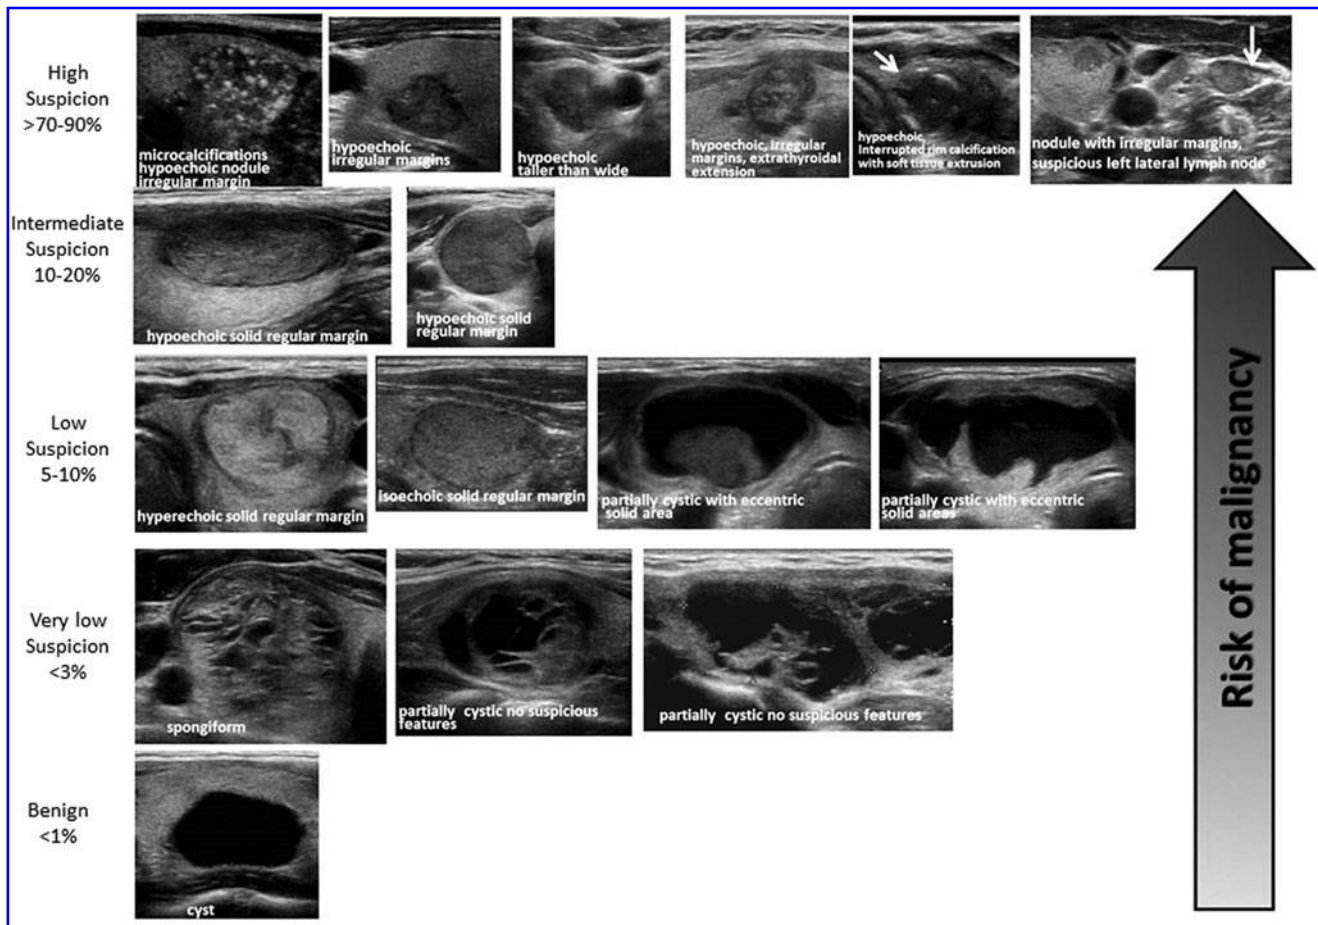 High
Suspicion
>70-90%
microcalcifications
hypoechoic nodule
irregular margin
hypoechoic
irregular margins
hypoechoic
taller than wide
hypoechoic, irregular
margins, extrathyroidal
extension
hypoechoic,
Interrupted rim calcification
with soft tissue extrusion
nodule with irregular margins,
suspicious left lateral lymph node
Intermediate
Suspicion
10-20%
hypoechoic solid regular margin
hypoechoic solid
regular margin
Low
Suspicion
5-10%
hyperechoic solid regular margin
isoechoic solid regular margin
partially cystic with eccentric
solid area
partially cystic with eccentric
solid areas
Very low
Suspicion
<3%
spongiform
partially cystic no suspicious
features
partially cystic no suspicious features
Benign
<1%
cyst
Risk of malignancy